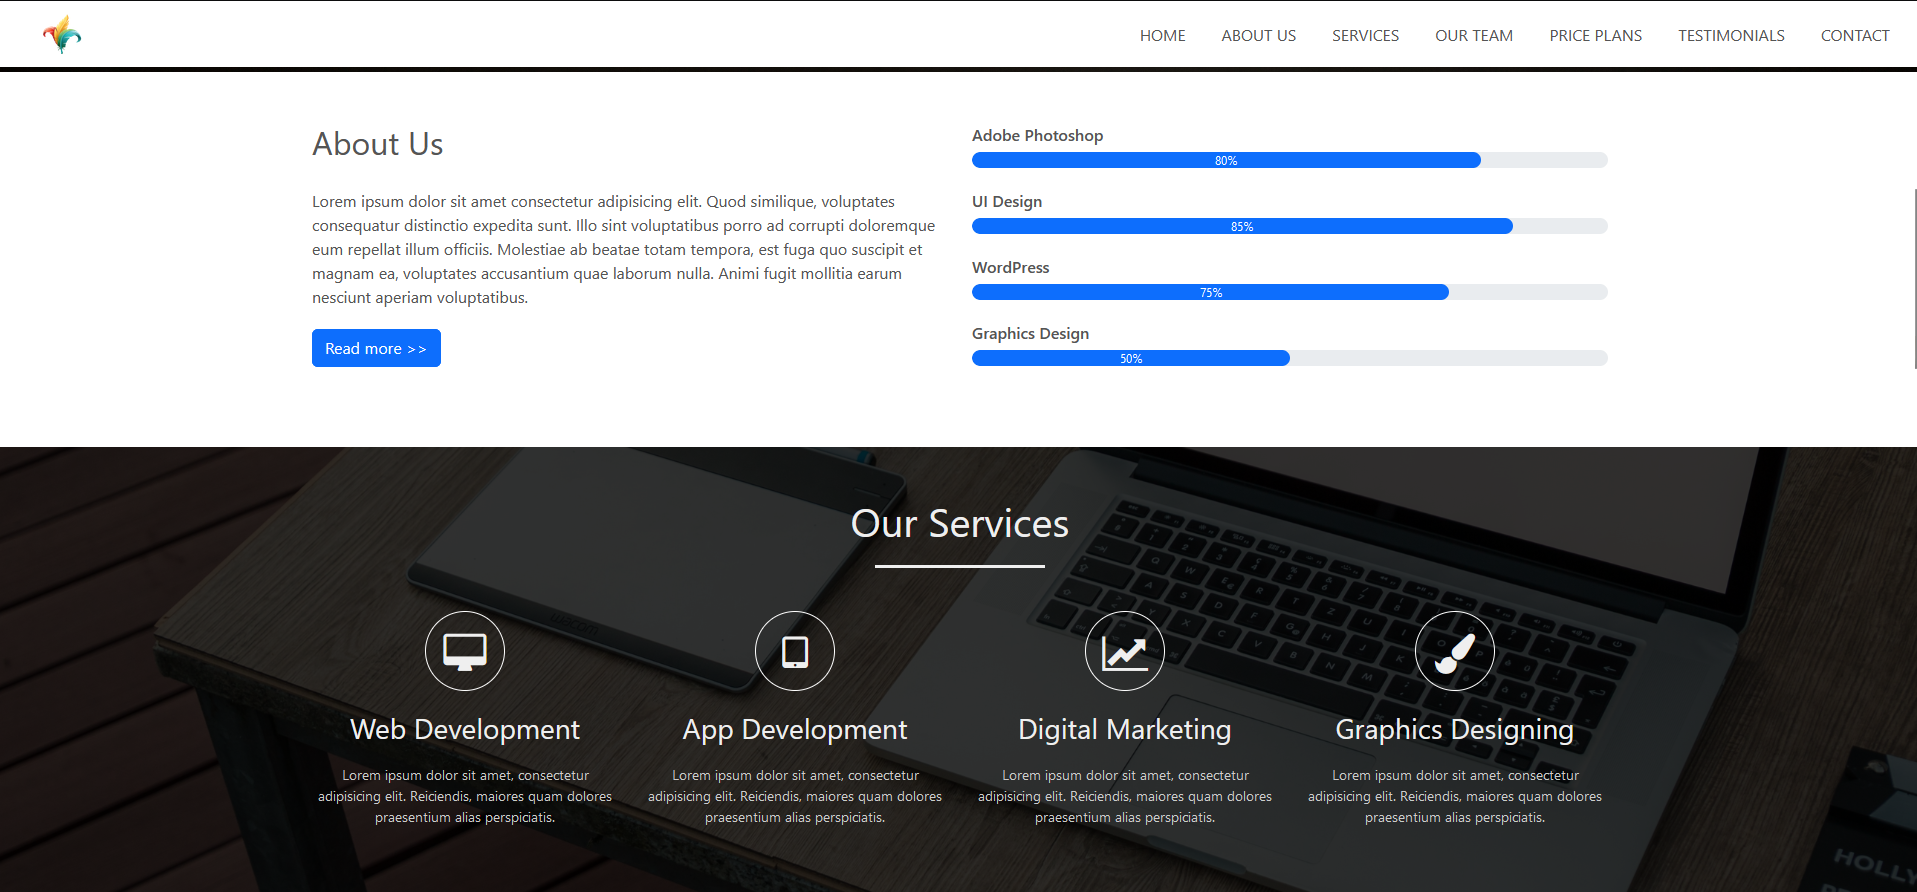 HOME ABOUT US SERVICES OUR TEAM PRICE PLANS TESTIMONIALS CONTACT
About Us
Lorem ipsum dolor sit amet consectetur adipisicing elit. Quod similique, voluptates
consequatur distinctio expedita sunt. Illo sint voluptatibus porro ad corrupti doloremque
eum repellat illum officiis. Molestiae ab beatae totam tempora, est fuga quo suscipit et
magnam ea, voluptates accusantium quae laborum nulla. Animi fugit mollitia earum
nesciunt aperiam voluptatibus.
Read more >>
Adobe Photoshop
80%
UI Design
85%
WordPress
75%
Graphics Design
50%
Our Services
Web Development
Lorem ipsum dolor sit amet, consectetur
adipisicing elit. Reiciendis, maiores quam dolores
praesentium alias perspiciatis.
App Development
Lorem ipsum dolor sit amet, consectetur
adipisicing elit. Reiciendis, maiores quam dolores
praesentium alias perspiciatis.
Digital Marketing
Lorem ipsum dolor sit amet, consectetur
adipisicing elit. Reiciendis, maiores quam dolores
praesentium alias perspiciatis.
Graphics Designing
Lorem ipsum dolor sit amet, consectetur
adipisicing elit. Reiciendis, maiores quam dolores
praesentium alias perspiciatis.
wacom
HOLLY